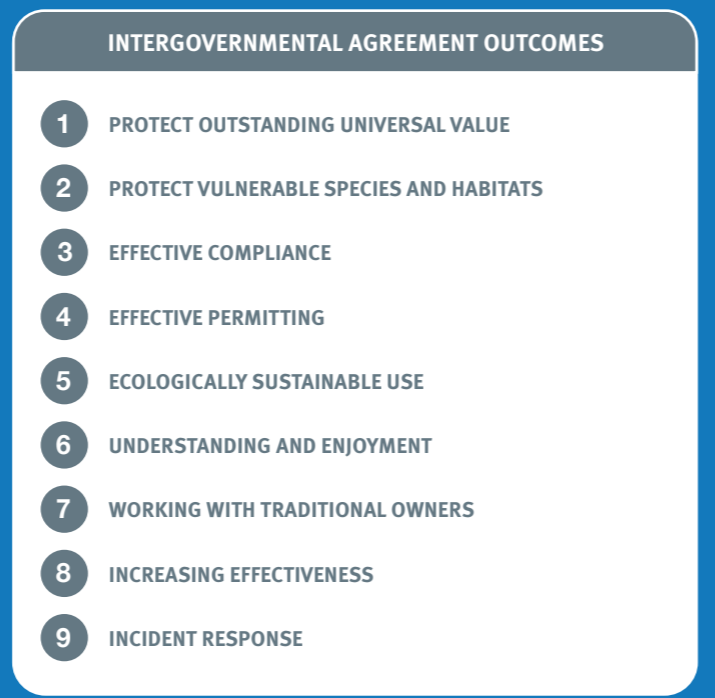 INTERGOVERNMENTAL AGREEMENT OUTCOMES
1 PROTECT OUTSTANDING UNIVERSAL VALUE
2 PROTECT VULNERABLE SPECIES AND HABITATS
3 EFFECTIVE COMPLIANCE
4 EFFECTIVE PERMITTING
5 ECOLOGICALLY SUSTAINABLE USE
6 UNDERSTANDING AND ENJOYMENT
7 WORKING WITH TRADITIONAL OWNERS
8 INCREASING EFFECTIVENESS
9 INCIDENT RESPONSE